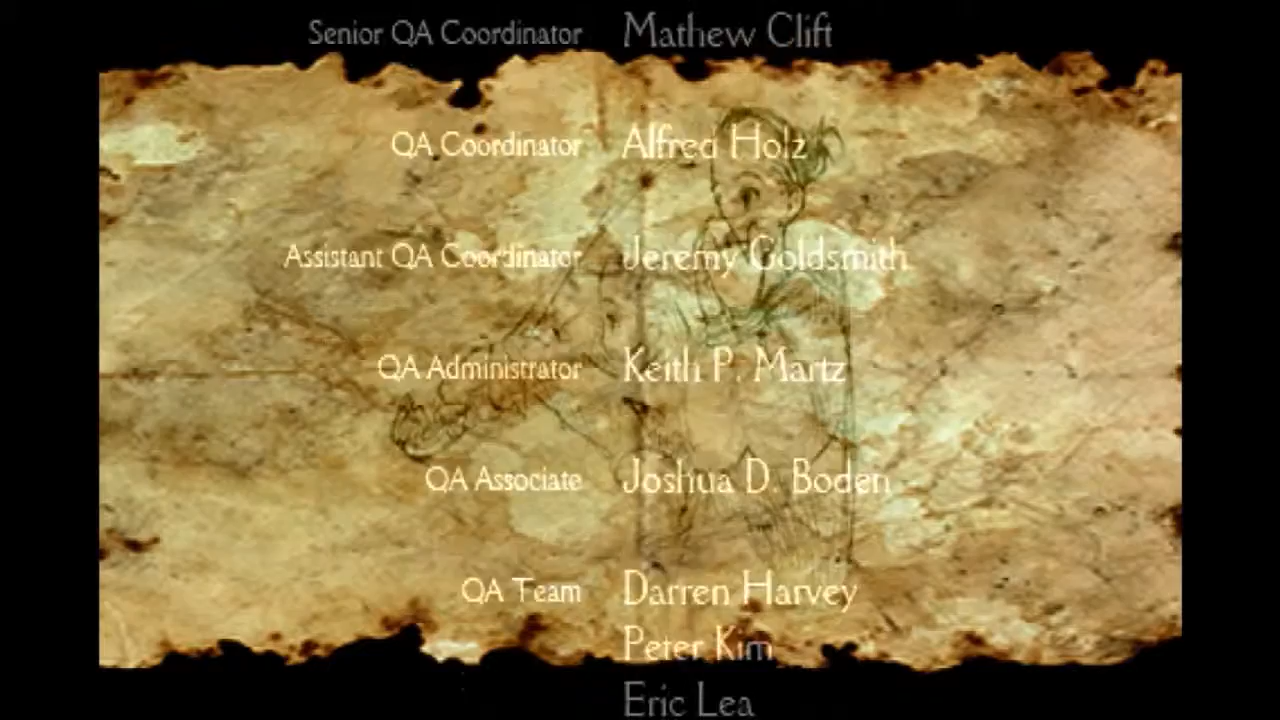 Senior QA Coordinator Mathew Clift
QA Coordinator Alfred Holz
Assistant QA Coordinator Jeremy Goldsmith
QA Administrator Keith P. Martz
QA Associate Joshua D. Boden
QA Team Darren Harvey
Peter Kim
Eric Lea